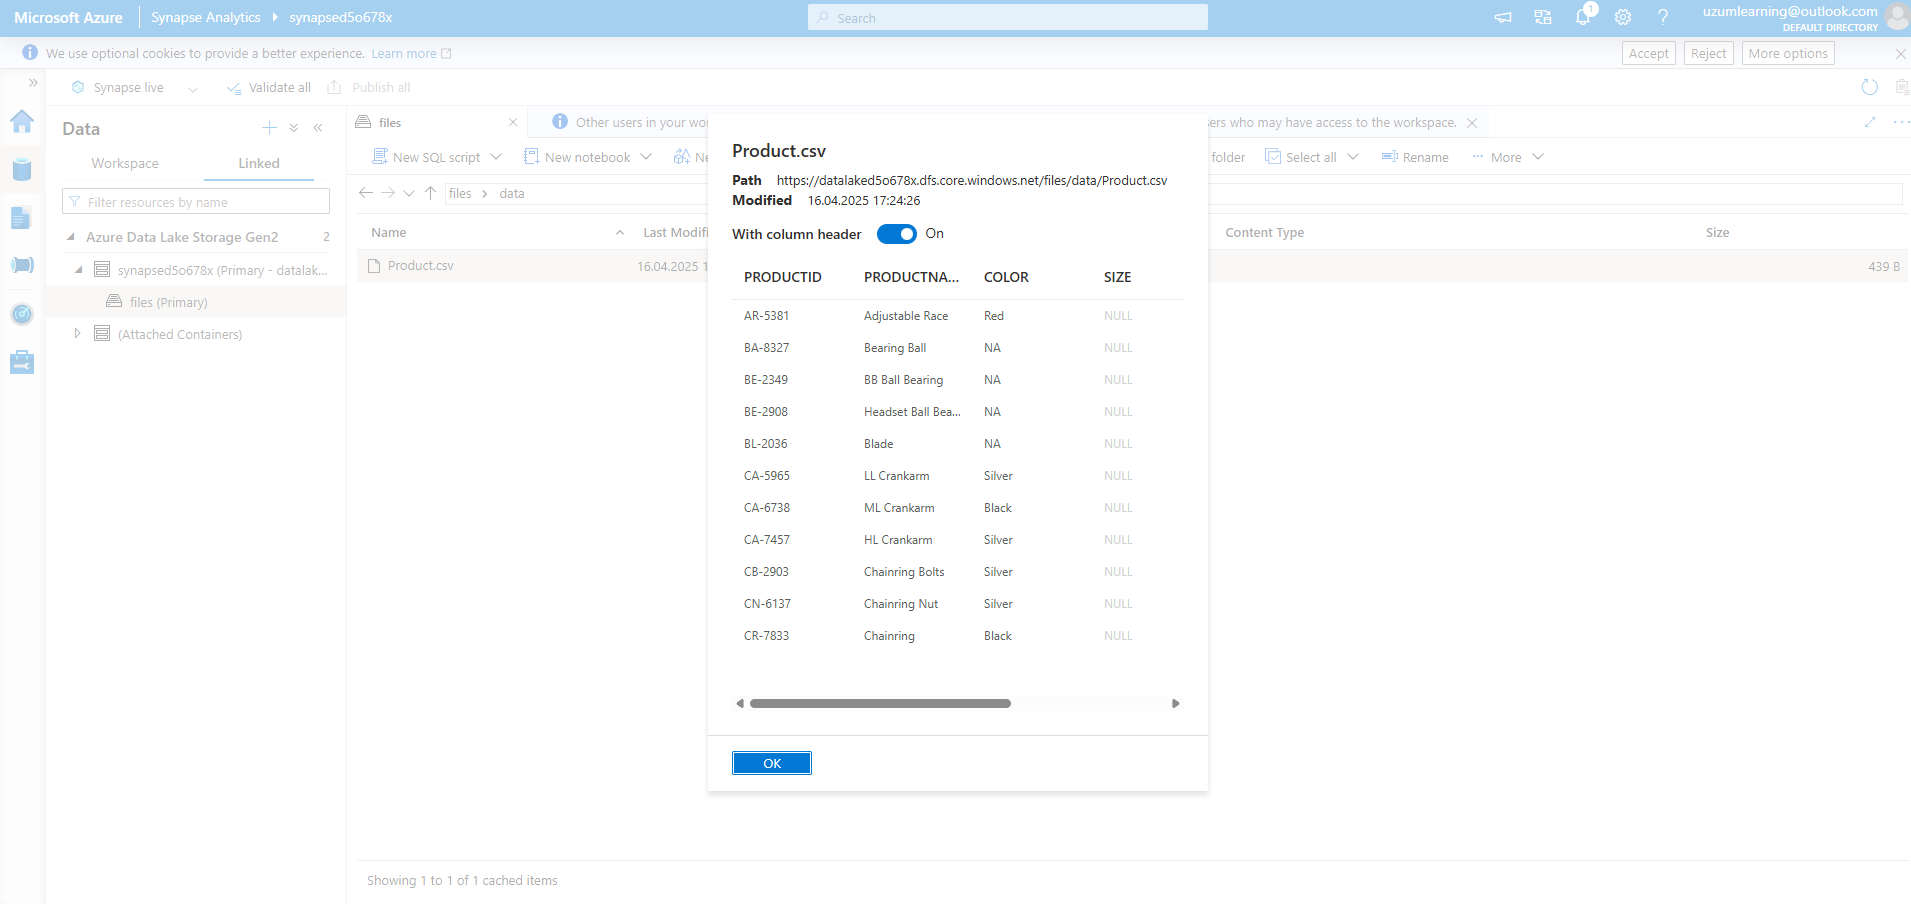 Microsoft Azure Synapse Analytics synapsed5o678x Search 1 uzumlearning@outlook.com
DEFAULT DIRECTORY
We use optional cookies to provide a better experience. Learn more Accept Reject More options
Synapse live Validate all Publish all
Data
Workspace Linked
Filter resources by name
Azure Data Lake Storage Gen2 2
synapsed5o678x (Primary - datalak...
files (Primary)
(Attached Containers)
files Other users in your wo sers who may have access to the workspace.
New SQL script New notebook Ne folder Select all Rename More
files data
Name Last Modifi Content Type Size
Product.csv 16.04.2025 1 439 B
Product.csv
Path https://datalaked5o678x.dfs.core.windows.net/files/data/Product.csv
Modified 16.04.2025 17:24:26
With column header On
PRODUCTID PRODUCTNA... COLOR SIZE
AR-5381 Adjustable Race Red NULL
BA-8327 Bearing Ball NA NULL
BE-2349 BB Ball Bearing NA NULL
BE-2908 Headset Ball Bea... NA NULL
BL-2036 Blade NA NULL
CA-5965 LL Crankarm Silver NULL
CA-6738 ML Crankarm Black NULL
CA-7457 HL Crankarm Silver NULL
CB-2903 Chainring Bolts Silver NULL
CN-6137 Chainring Nut Silver NULL
CR-7833 Chainring Black NULL
OK
Showing 1 to 1 of 1 cached items